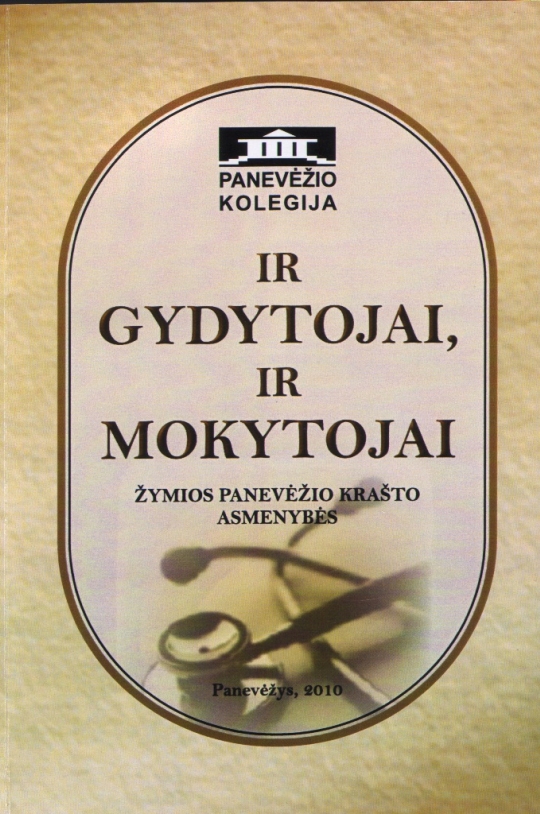 PANEVĖŽIO
KOLEGIJA
IR
GYDYTOJAI,
IR
MOKYTOJAI
ŽYMIOS PANEVĖŽIO KRAŠTO
ASMENYBĖS
Panevėžys, 2010